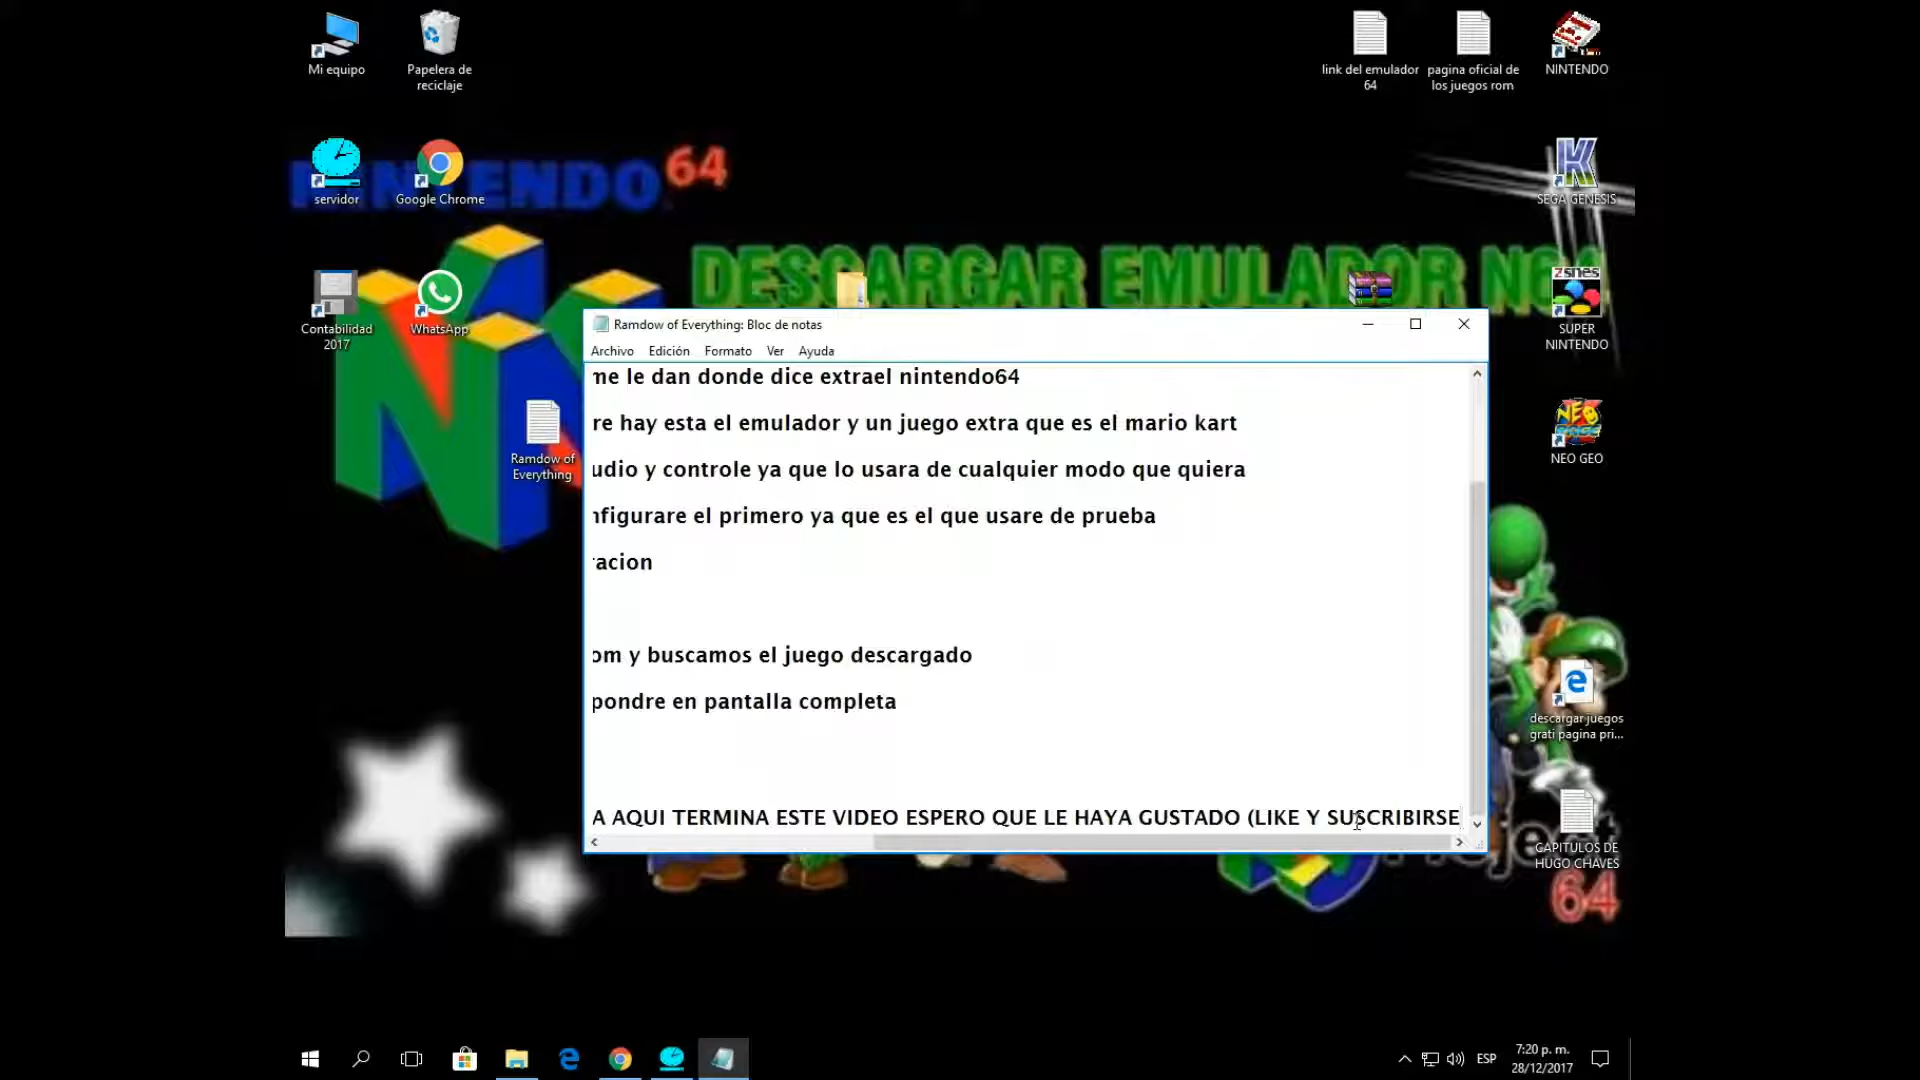 Mi equipo
Papelera de
reciclaje
link del emulador
64
pagina oficial de
los juegos rom
NINTENDO
servidor
Google Chrome
SEGA GENESIS
NINTENDO 64
DESCARGAR EMULADOR N64
Contabilidad
2017
WhatsApp
zsnes
SUPER
NINTENDO
Ramdow of Everything: Bloc de notas
Archivo Edición Formato Ver Ayuda
me le dan donde dice extrael nintendo64
re hay esta el emulador y un juego extra que es el mario kart
udio y controle ya que lo usara de cualquier modo que quiera
nfigurare el primero ya que es el que usare de prueba
racion
om y buscamos el juego descargado
pondre en pantalla completa
A AQUI TERMINA ESTE VIDEO ESPERO QUE LE HAYA GUSTADO (LIKE Y SUSCRIBIRSE
Ramdow of
Everything
NEO GEO
descargar juegos
grati pagina pri...
CAPITULOS DE
HUGO CHAVES
64
ESP
7:20 p. m.
28/12/2017